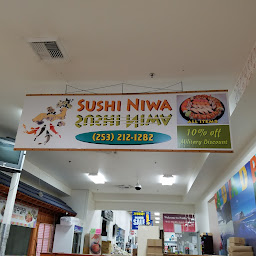 SUSHI NIWA
SUSHI NIWA
(253) 212-1282
ALL ITEMS
10% off
Military Discount